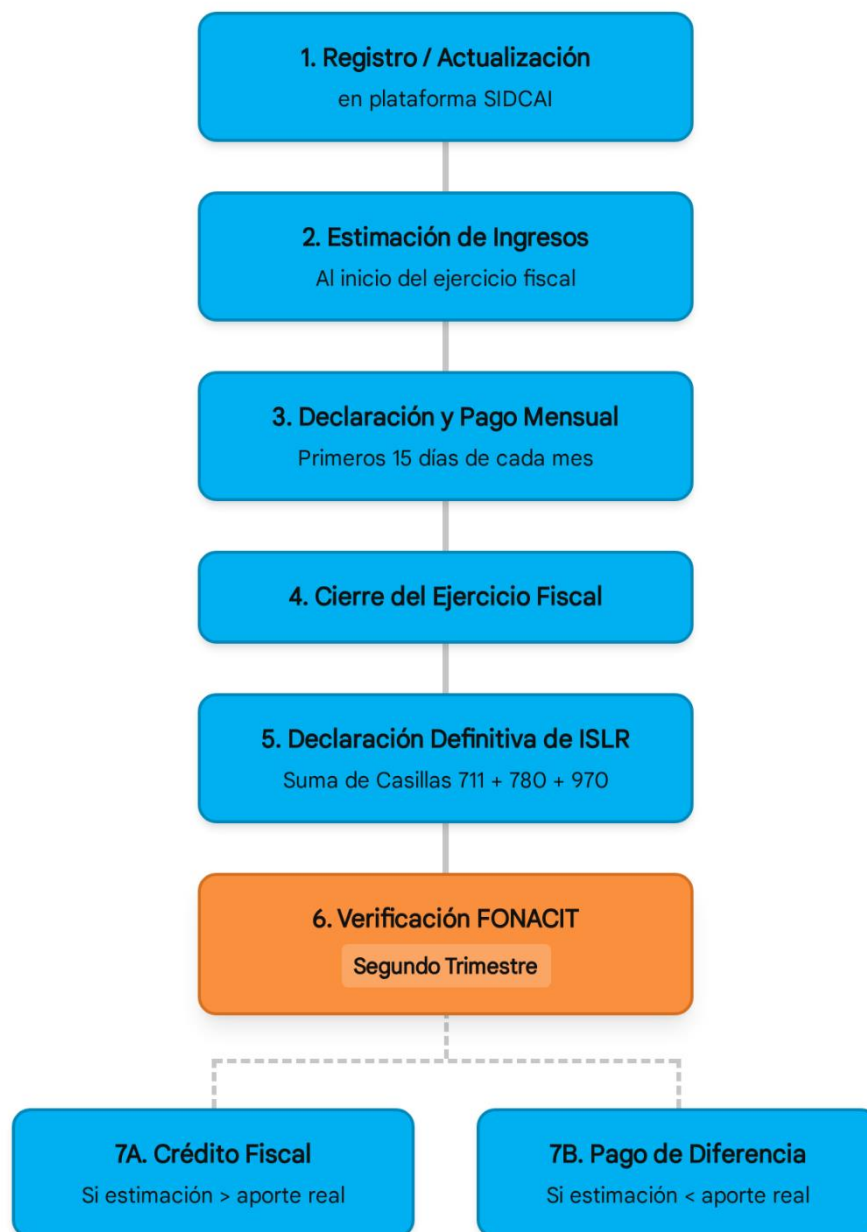 1. Registro / Actualización
en plataforma SIDCAI
2. Estimación de Ingresos
Al inicio del ejercicio fiscal
3. Declaración y Pago Mensual
Primeros 15 días de cada mes
4. Cierre del Ejercicio Fiscal
5. Declaración Definitiva de ISLR
Suma de Casillas 711 + 780 + 970
6. Verificación FONACIT
Segundo Trimestre
7A. Crédito Fiscal
Si estimación > aporte real
7B. Pago de Diferencia
Si estimación < aporte real